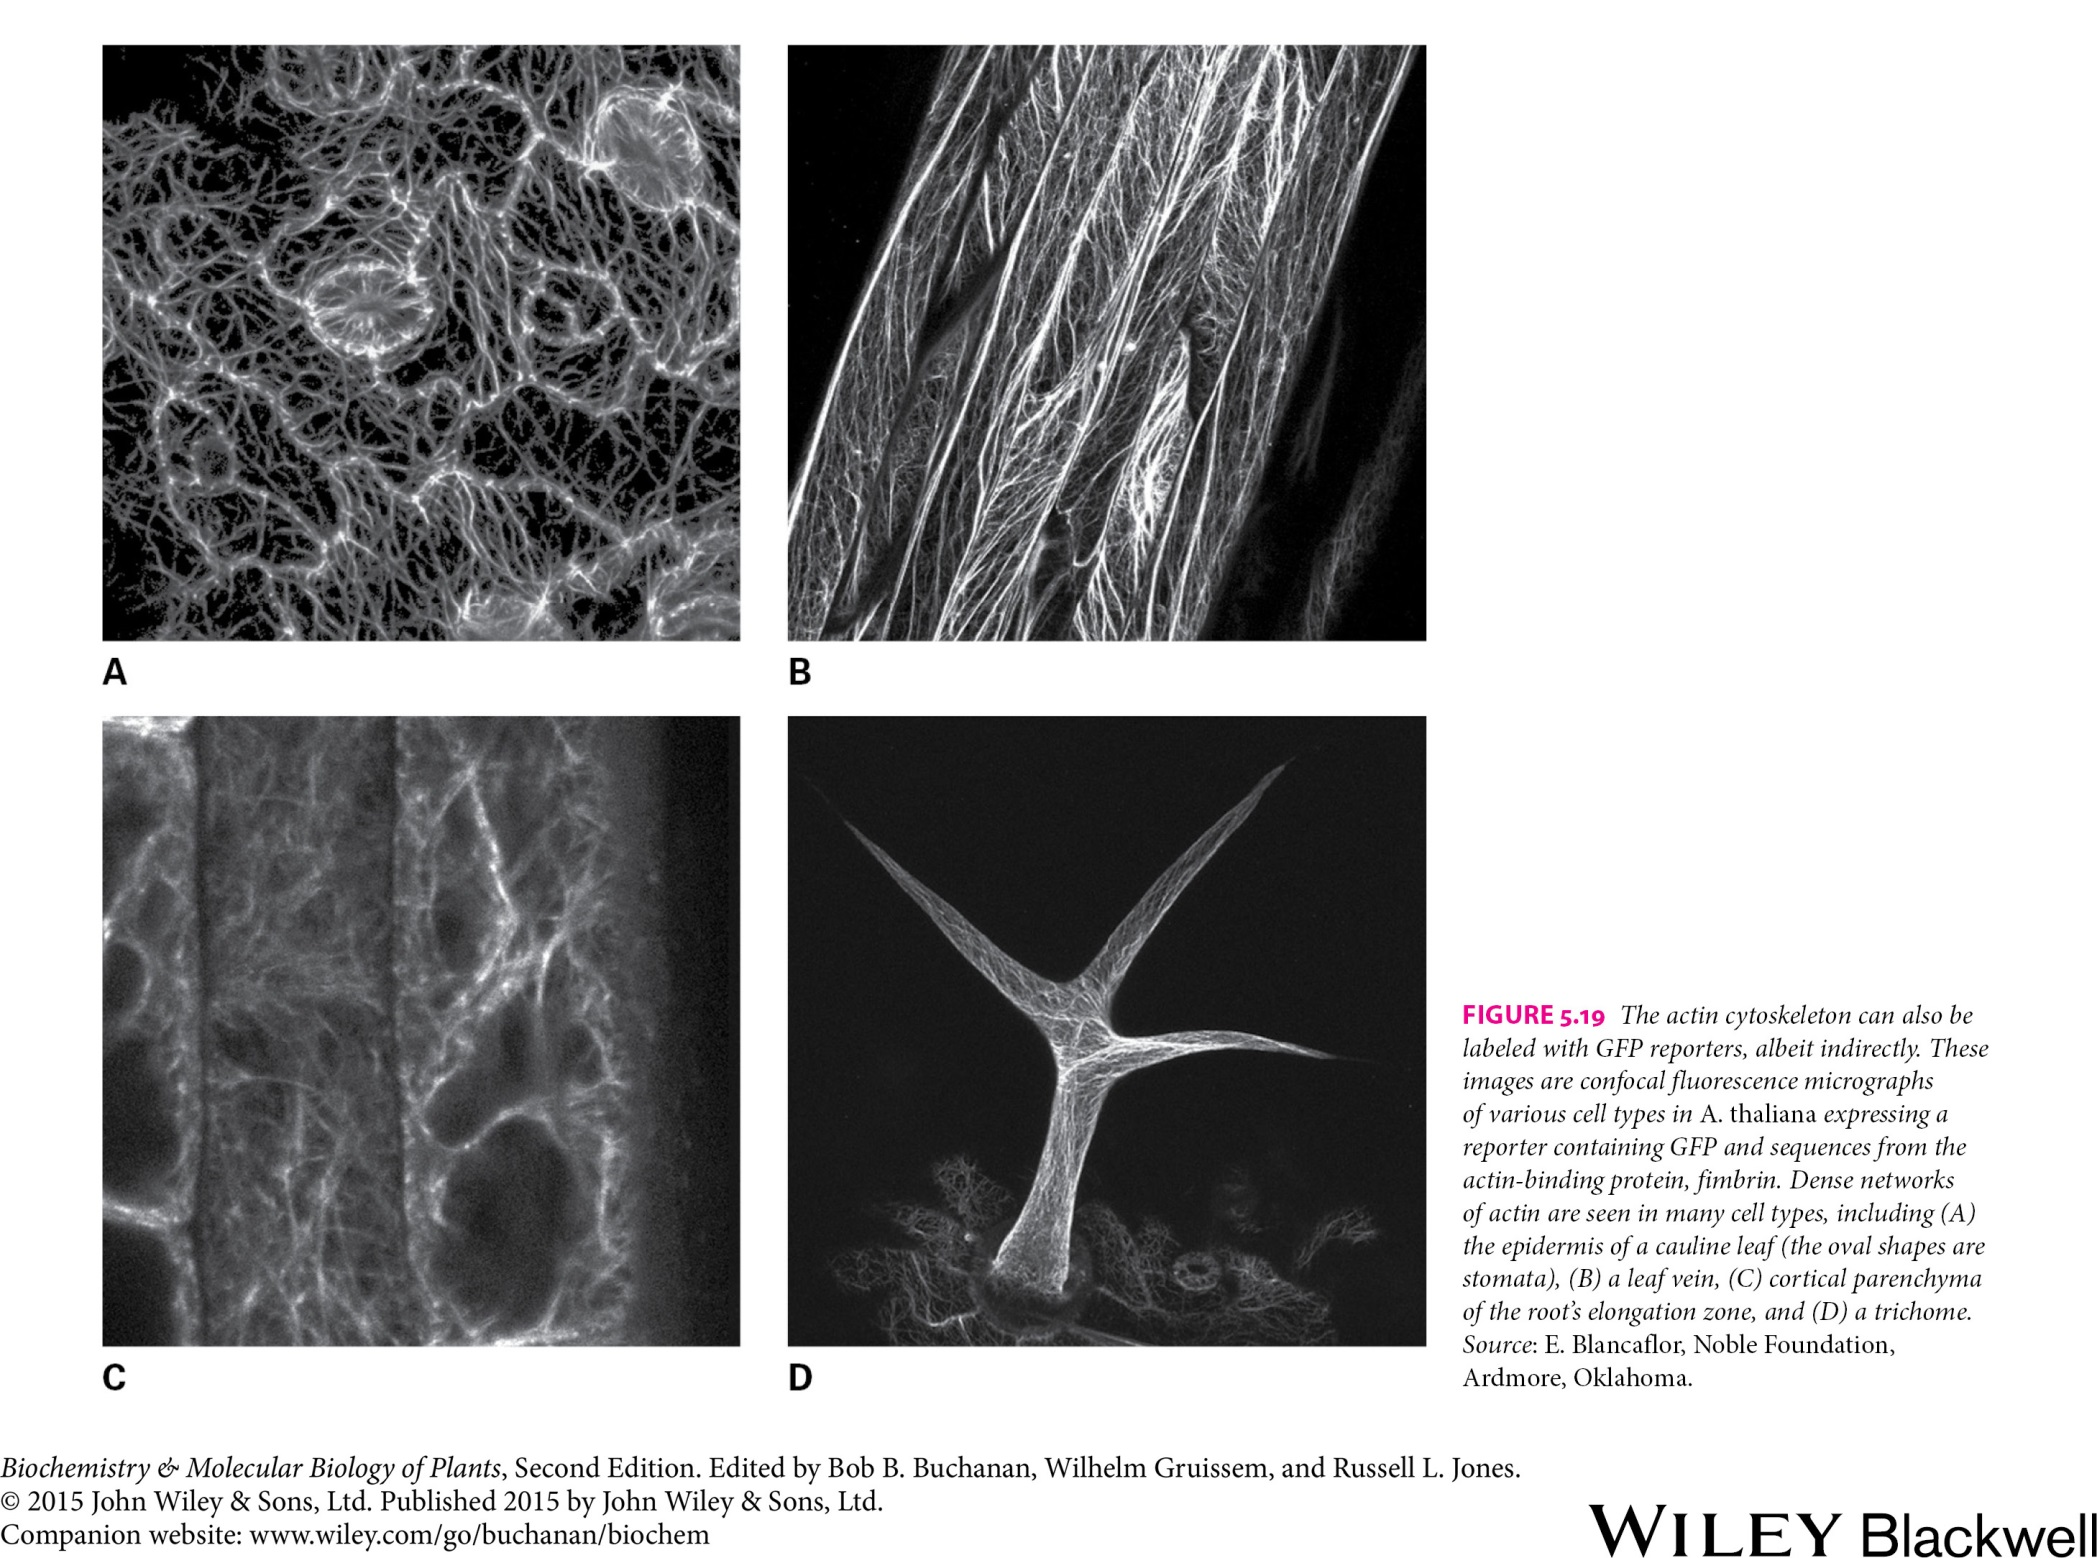 A
B
C
D
FIGURE 5.19 The actin cytoskeleton can also be
labeled with GFP reporters, albeit indirectly. These
images are confocal fluorescence micrographs
of various cell types in A. thaliana expressing a
reporter containing GFP and sequences from the
actin-binding protein, fimbrin. Dense networks
of actin are seen in many cell types, including (A)
the epidermis of a cauline leaf (the oval shapes are
stomata), (B) a leaf vein, (C) cortical parenchyma
of the root's elongation zone, and (D) a trichome.
Source: E. Blancaflor, Noble Foundation,
Ardmore, Oklahoma.
Biochemistry & Molecular Biology of Plants, Second Edition. Edited by Bob B. Buchanan, Wilhelm Gruissem, and Russell L. Jones.
© 2015 John Wiley & Sons, Ltd. Published 2015 by John Wiley & Sons, Ltd.
Companion website: www.wiley.com/go/buchanan/biochem
WILEY Blackwell